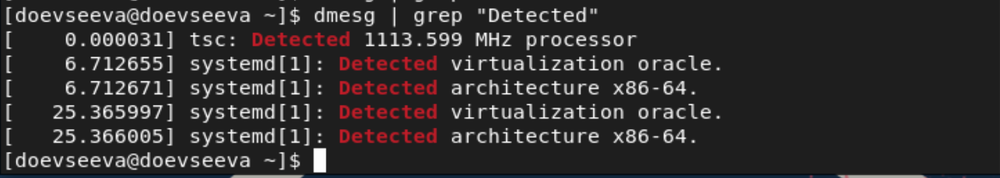 [doevseeva@doevseeva ~]$ dmesg | grep "Detected"
[    0.000031] tsc: Detected 1113.599 MHz processor
[    6.712655] systemd[1]: Detected virtualization oracle.
[    6.712671] systemd[1]: Detected architecture x86-64.
[   25.365997] systemd[1]: Detected virtualization oracle.
[   25.366005] systemd[1]: Detected architecture x86-64.
[doevseeva@doevseeva ~]$